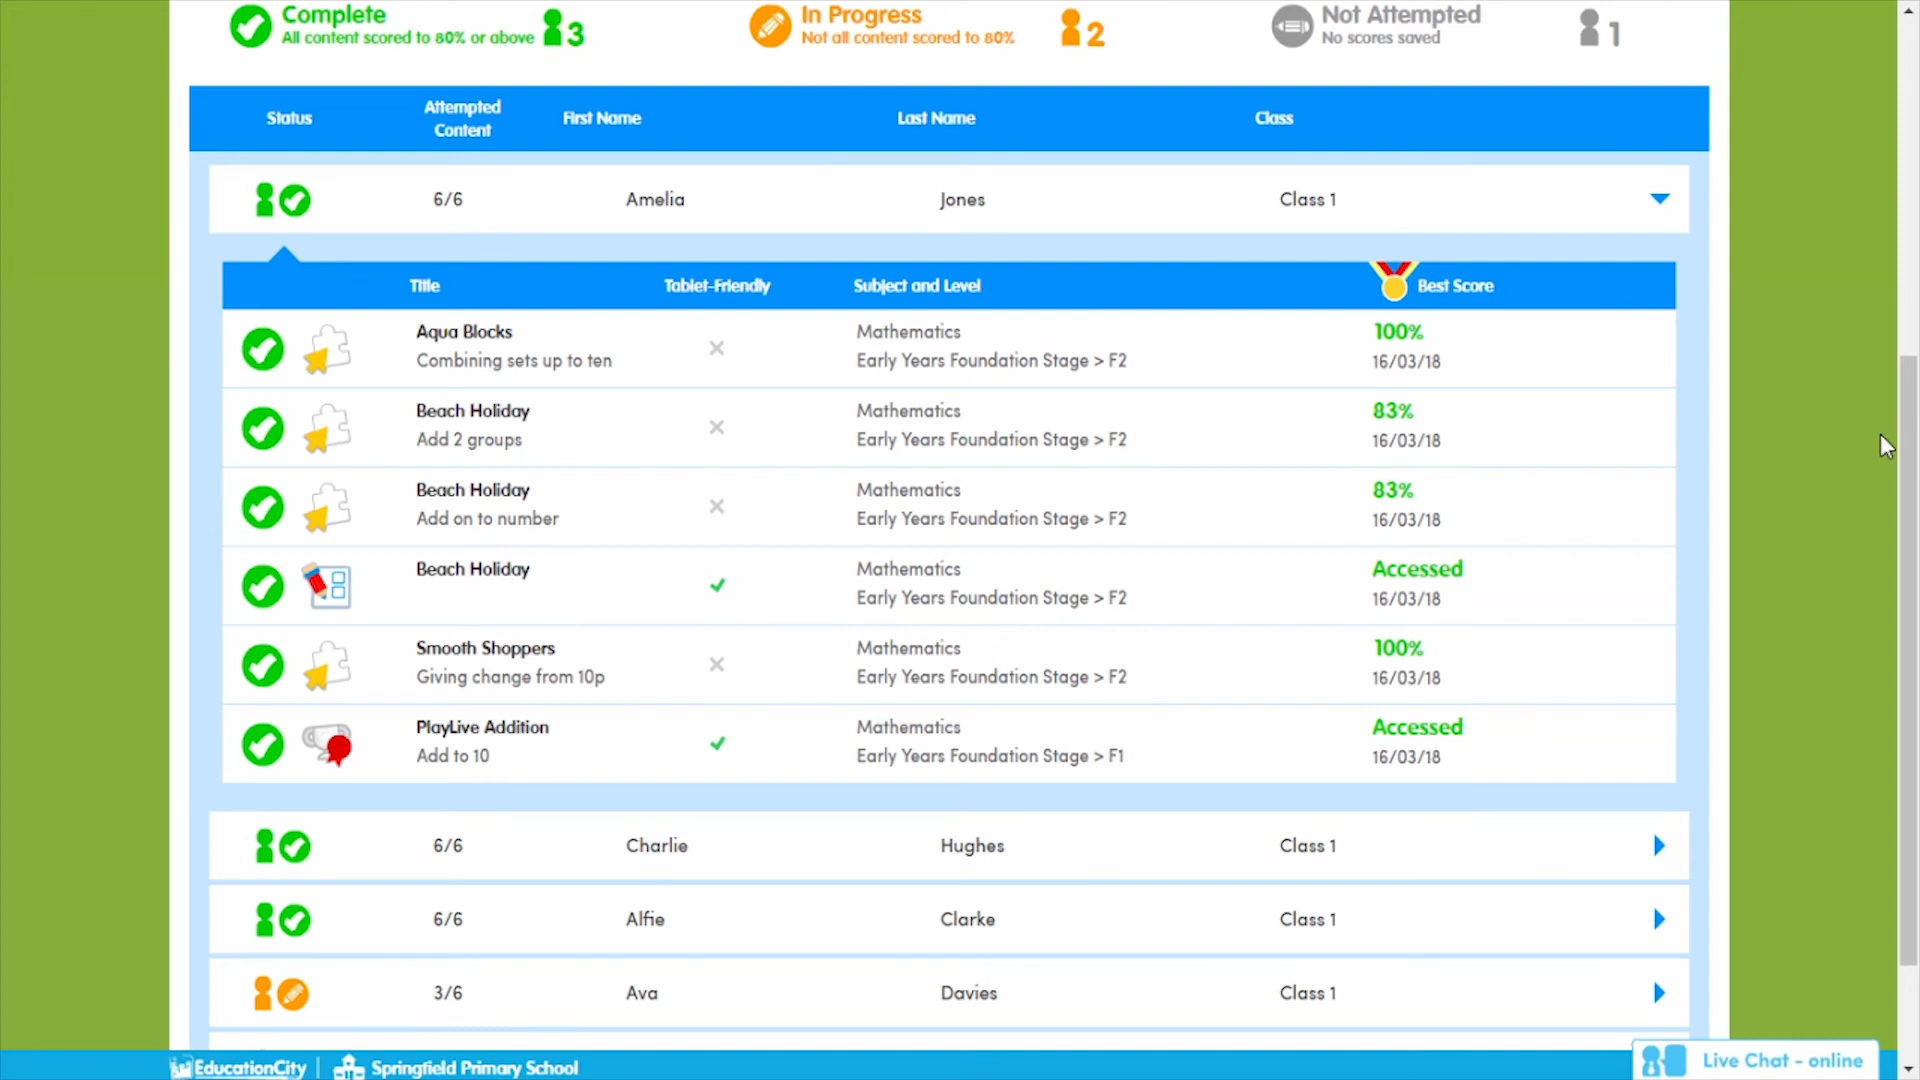 Complete
All content scored to 80% or above
3
In Progress
Not all content scored to 80%
2
Not Attempted
No scores saved
1
Status
Attempted
Content
First Name
Last Name
Class
6/6 Amelia Jones Class 1
Title
Tablet-Friendly
Subject and Level
Best Score
Aqua Blocks Mathematics 100%
Combining sets up to ten Early Years Foundation Stage > F2 16/03/18
Beach Holiday Mathematics 83%
Add 2 groups Early Years Foundation Stage > F2 16/03/18
Beach Holiday Mathematics 83%
Add on to number Early Years Foundation Stage > F2 16/03/18
Beach Holiday Mathematics Accessed
Early Years Foundation Stage > F2 16/03/18
Smooth Shoppers Mathematics 100%
Giving change from 10p Early Years Foundation Stage > F2 16/03/18
PlayLive Addition Mathematics Accessed
Add to 10 Early Years Foundation Stage > F1 16/03/18
6/6 Charlie Hughes Class 1
6/6 Alfie Clarke Class 1
3/6 Ava Davies Class 1
EducationCity | Springfield Primary School
Live Chat - online